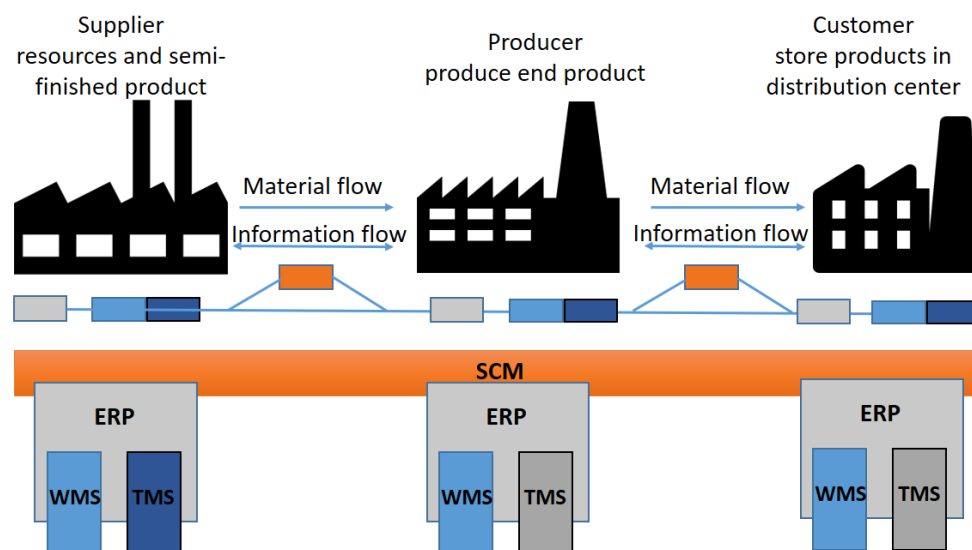 Supplier
resources and semi-
finished product
Producer
produce end product
Customer
store products in
distribution center
Material flow
Information flow
Material flow
Information flow
SCM
ERP
WMS
TMS
ERP
WMS
TMS
ERP
WMS
TMS